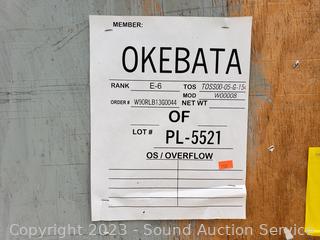 MEMBER:
OKEBATA
RANK E-6 TOS TOSS00-05-G-15
MOD W00008
ORDER # W90RLB13G0044 NET WT
OF
LOT # PL-5521
OS / OVERFLOW
Copyright 2023 - Sound Auction Service